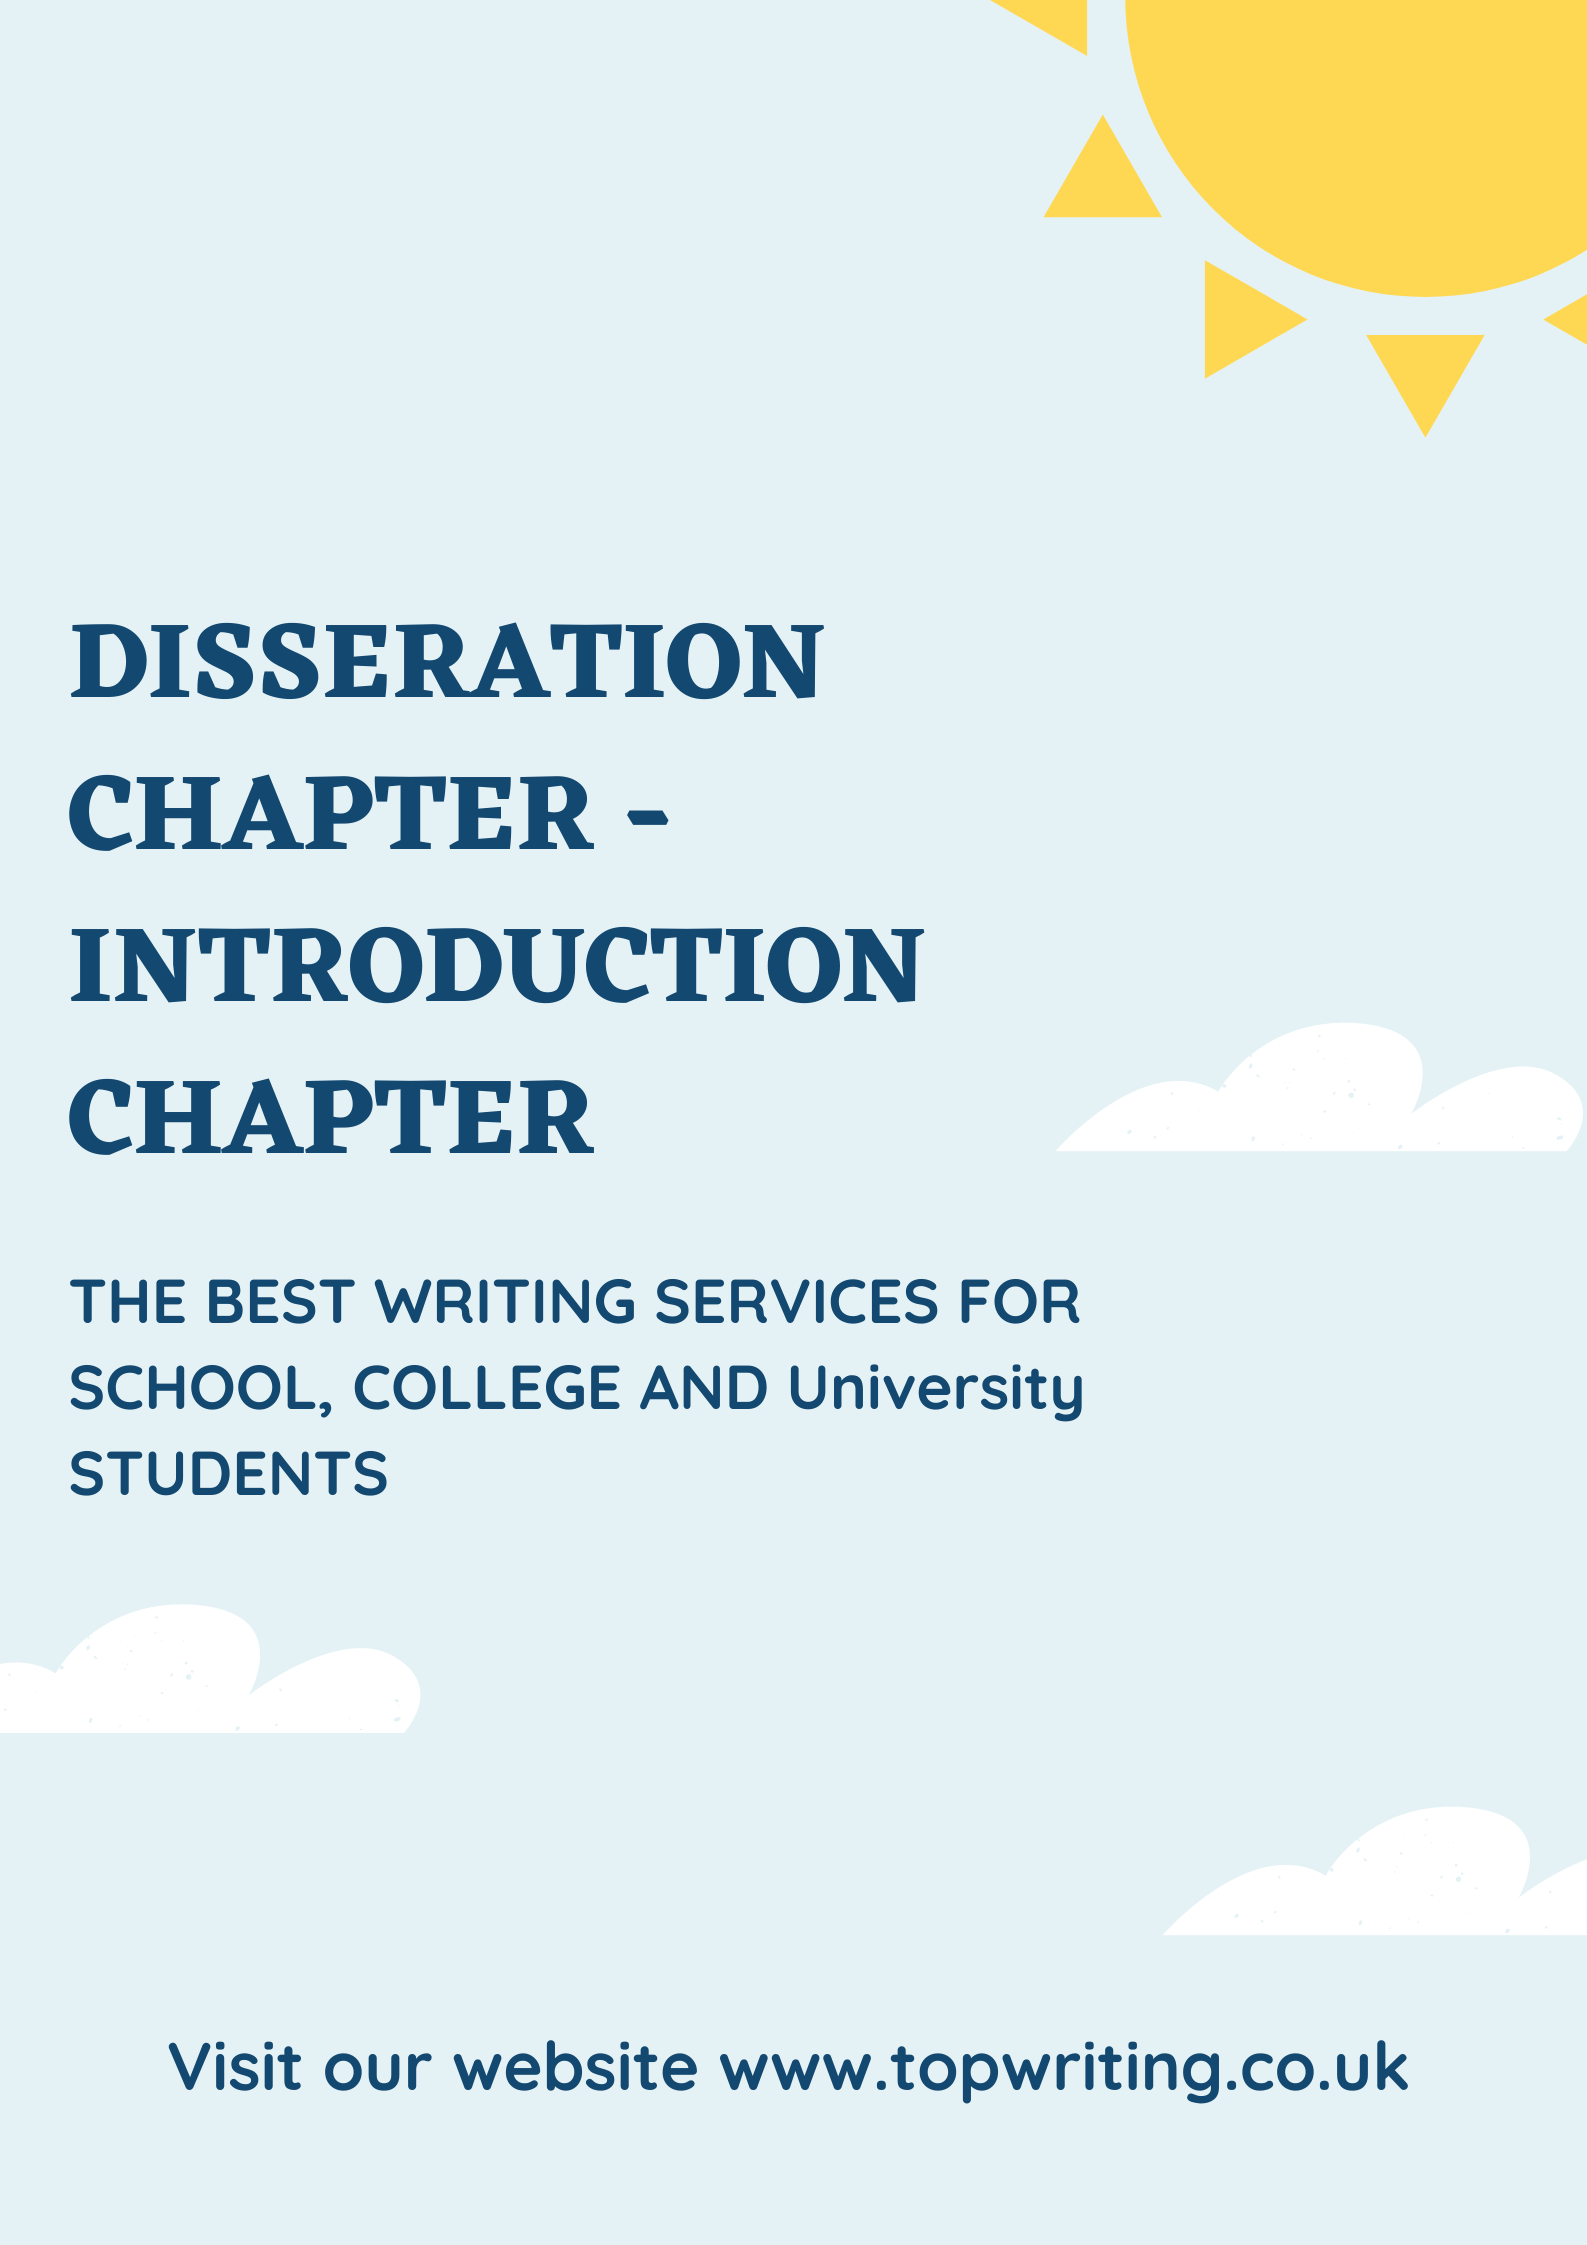 DISSERATION
CHAPTER -
INTRODUCTION
CHAPTER
THE BEST WRITING SERVICES FOR
SCHOOL, COLLEGE AND University
STUDENTS
Visit our website www.topwriting.co.uk